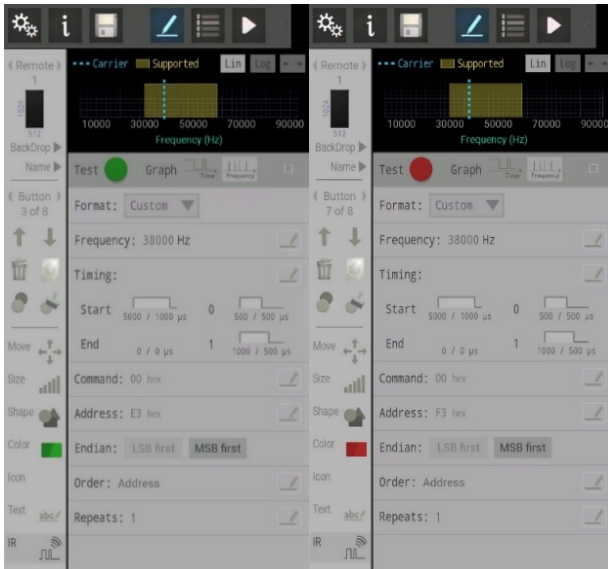 Remote
1
1024
512
BackDrop
Name
Button
3 of 8
Move
Size
Shape
Color
Icon
Text abc
IR
Carrier Supported Lin Log
10000 30000 50000 70000 90000
Frequency (Hz)
Test Graph Time Frequency
Format: Custom
Frequency: 38000 Hz
Timing:
Start 5000 / 1000 µs 0 500 / 500 µs
End 0 / 0 µs 1 1000 / 500 µs
Command: 00 hex
Address: E3 hex
Endian: LSB first MSB first
Order: Address
Repeats: 1
Remote
1
1024
512
BackDrop
Name
Button
7 of 8
Move
Size
Shape
Color
Icon
Text abc
IR
Carrier Supported Lin Log
10000 30000 50000 70000 90000
Frequency (Hz)
Test Graph Time Frequency
Format: Custom
Frequency: 38000 Hz
Timing:
Start 5000 / 1000 µs 0 500 / 500 µs
End 0 / 0 µs 1 1000 / 500 µs
Command: 00 hex
Address: F3 hex
Endian: LSB first MSB first
Order: Address
Repeats: 1